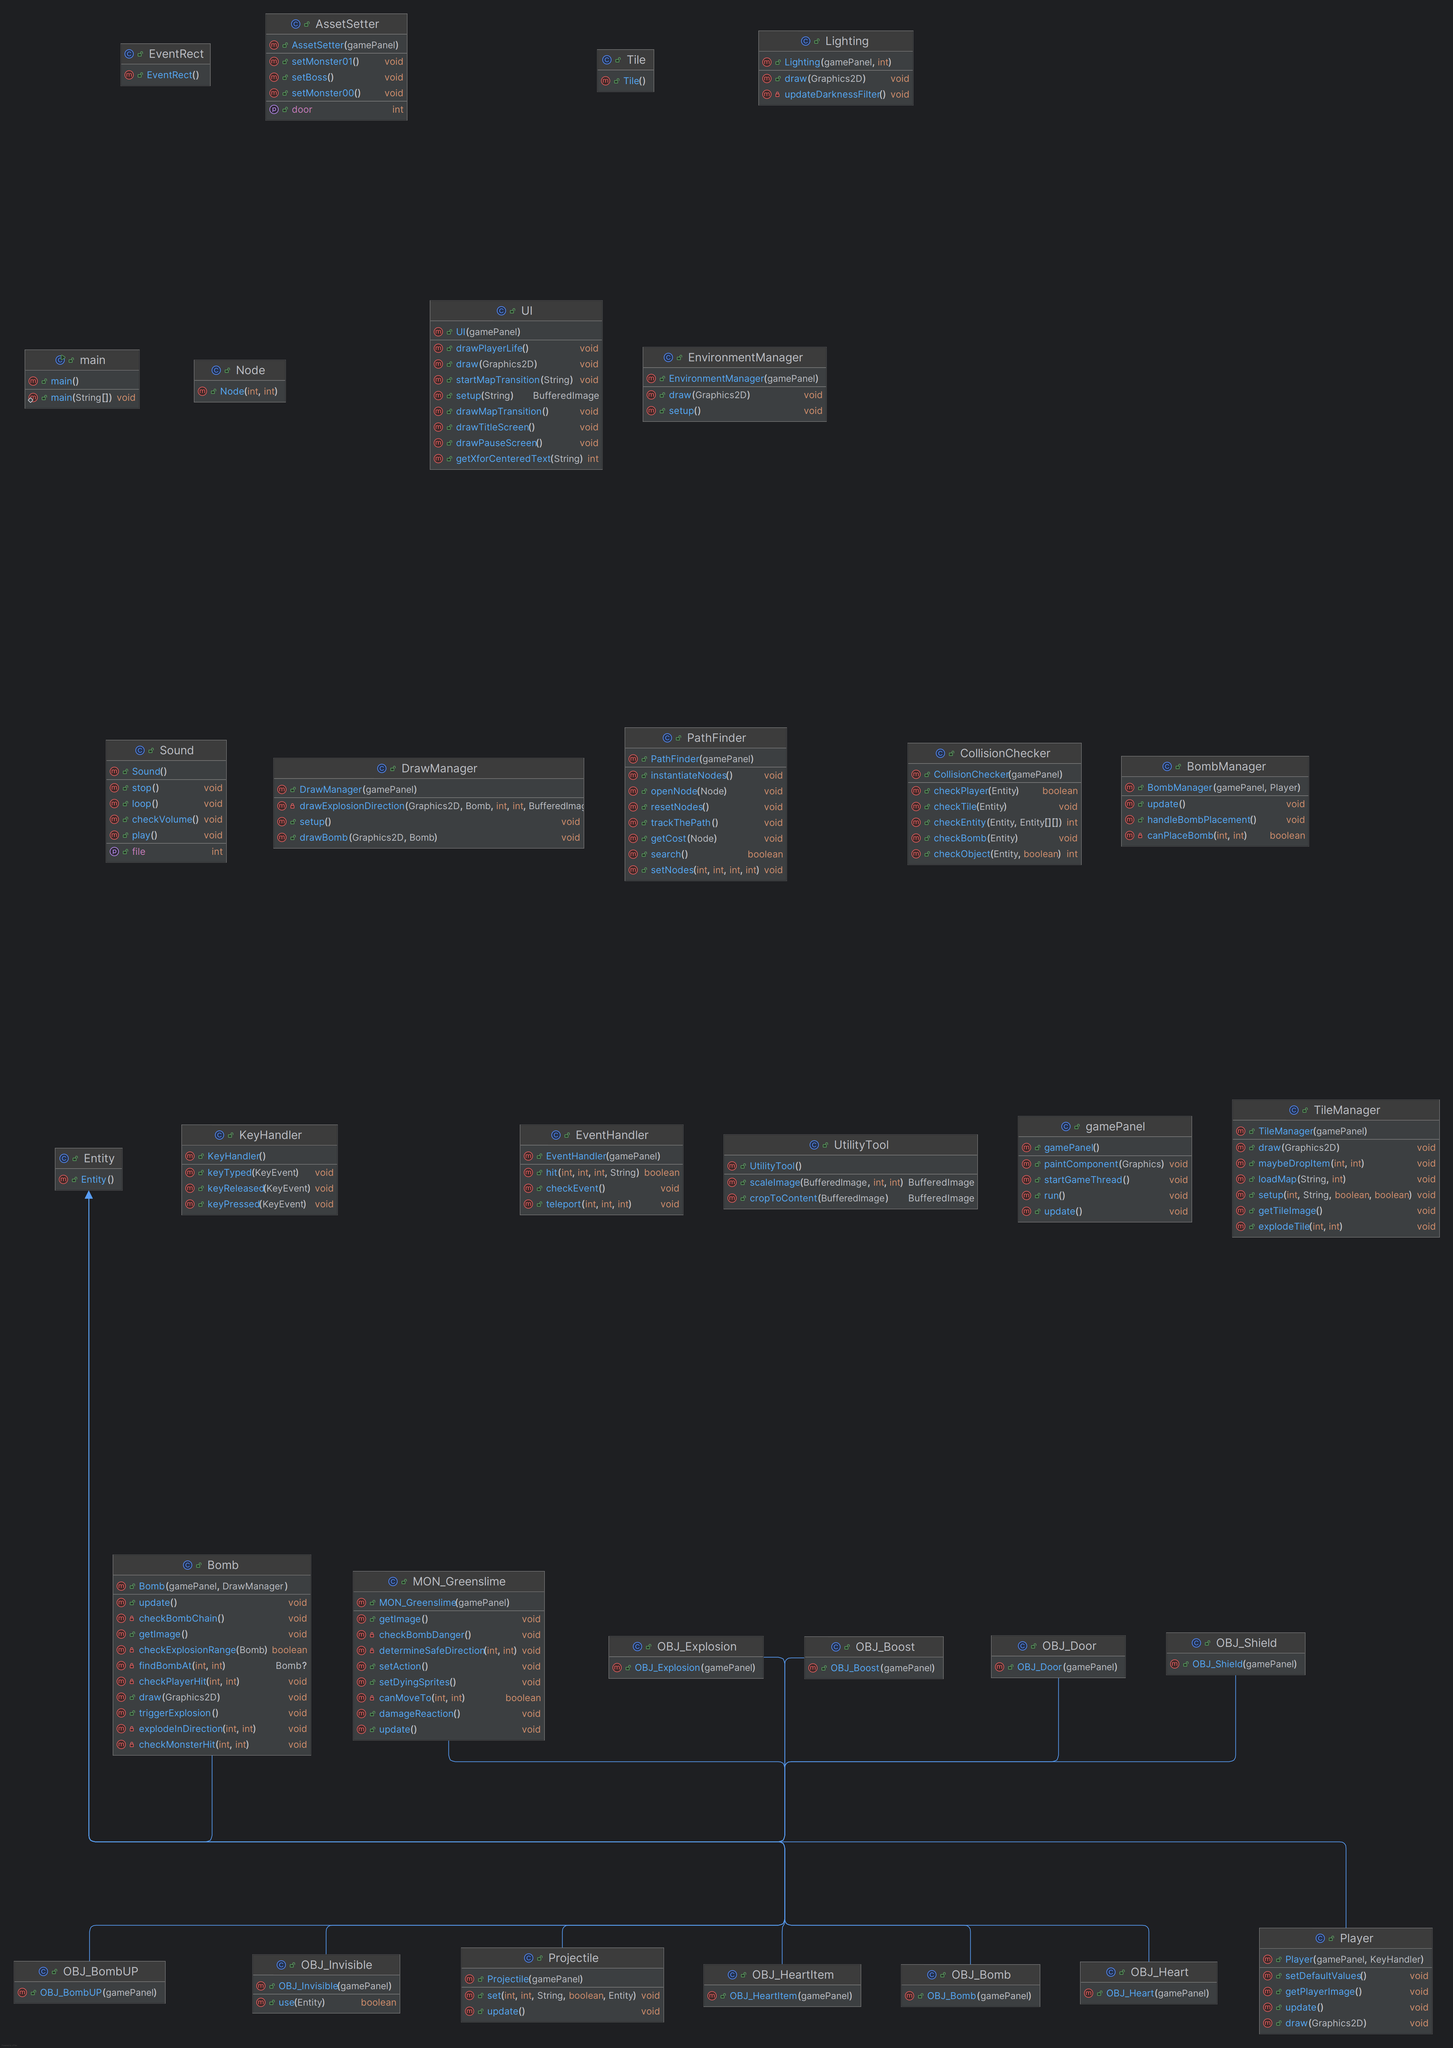 EventRect
EventRect()
AssetSetter
AssetSetter(gamePanel)
setMonster01() void
setBoss() void
setMonster00() void
door int
Tile
Tile()
Lighting
Lighting(gamePanel, int)
draw(Graphics2D) void
updateDarknessFilter() void
main
main()
main(String[]) void
Node
Node(int, int)
UI
UI(gamePanel)
drawPlayerLife() void
draw(Graphics2D) void
startMapTransition(String) void
setup(String) BufferedImage
drawMapTransition() void
drawTitleScreen() void
drawPauseScreen() void
getXforCenteredText(String) int
EnvironmentManager
EnvironmentManager(gamePanel)
draw(Graphics2D) void
setup() void
Sound
Sound()
stop() void
loop() void
checkVolume() void
play() void
file int
DrawManager
DrawManager(gamePanel)
drawExplosionDirection(Graphics2D, Bomb, int, int, BufferedImag
setup() void
drawBomb(Graphics2D, Bomb) void
PathFinder
PathFinder(gamePanel)
instantiateNodes() void
openNode(Node) void
resetNodes() void
trackThePath() void
getCost(Node) void
search() boolean
setNodes(int, int, int, int) void
CollisionChecker
CollisionChecker(gamePanel)
checkPlayer(Entity) boolean
checkTile(Entity) void
checkEntity(Entity, Entity[][]) int
checkBomb(Entity) void
checkObject(Entity, boolean) int
BombManager
BombManager(gamePanel, Player)
update() void
handleBombPlacement() void
canPlaceBomb(int, int) boolean
Entity
Entity()
KeyHandler
KeyHandler()
keyTyped(KeyEvent) void
keyReleased(KeyEvent) void
keyPressed(KeyEvent) void
EventHandler
EventHandler(gamePanel)
hit(int, int, int, String) boolean
checkEvent() void
teleport(int, int, int) void
UtilityTool
UtilityTool()
scaleImage(BufferedImage, int, int) BufferedImage
cropToContent(BufferedImage) BufferedImage
gamePanel
gamePanel()
paintComponent(Graphics) void
startGameThread() void
run() void
update() void
TileManager
TileManager(gamePanel)
draw(Graphics2D) void
maybeDropItem(int, int) void
loadMap(String, int) void
setup(int, String, boolean, boolean) void
getTileImage() void
explodeTile(int, int) void
Bomb
Bomb(gamePanel, DrawManager)
update() void
checkBombChain() void
getImage() void
checkExplosionRange(Bomb) boolean
findBombAt(int, int) Bomb?
checkPlayerHit(int, int) void
draw(Graphics2D) void
triggerExplosion() void
explodeInDirection(int, int) void
checkMonsterHit(int, int) void
MON_Greenslime
MON_Greenslime(gamePanel)
getImage() void
checkBombDanger() void
determineSafeDirection(int, int) void
setAction() void
setDyingSprites() void
canMoveTo(int, int) boolean
damageReaction() void
update() void
OBJ_Explosion
OBJ_Explosion(gamePanel)
OBJ_Boost
OBJ_Boost(gamePanel)
OBJ_Door
OBJ_Door(gamePanel)
OBJ_Shield
OBJ_Shield(gamePanel)
OBJ_BombUP
OBJ_BombUP(gamePanel)
OBJ_Invisible
OBJ_Invisible(gamePanel)
use(Entity) boolean
Projectile
Projectile(gamePanel)
set(int, int, String, boolean, Entity) void
update() void
OBJ_HeartItem
OBJ_HeartItem(gamePanel)
OBJ_Bomb
OBJ_Bomb(gamePanel)
OBJ_Heart
OBJ_Heart(gamePanel)
Player
Player(gamePanel, KeyHandler)
setDefaultValues() void
getPlayerImage() void
update() void
draw(Graphics2D) void